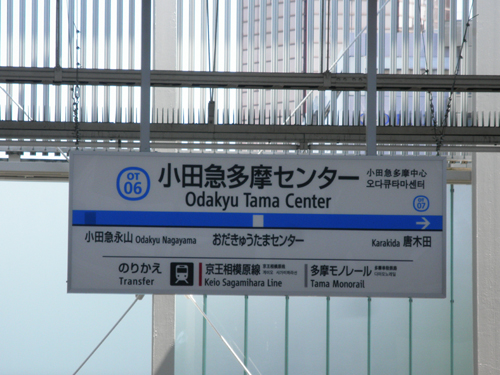 OT 06
小田急多摩センター
Odakyu Tama Center
小田急多摩中心
오다큐타마센터
OT 07
小田急永山 Odakyu Nagayama
おだきゅうたまセンター
Karakida 唐木田
のりかえ
Transfer
京王相模原線
Keio Sagamihara Line
多摩モノレール
Tama Monorail